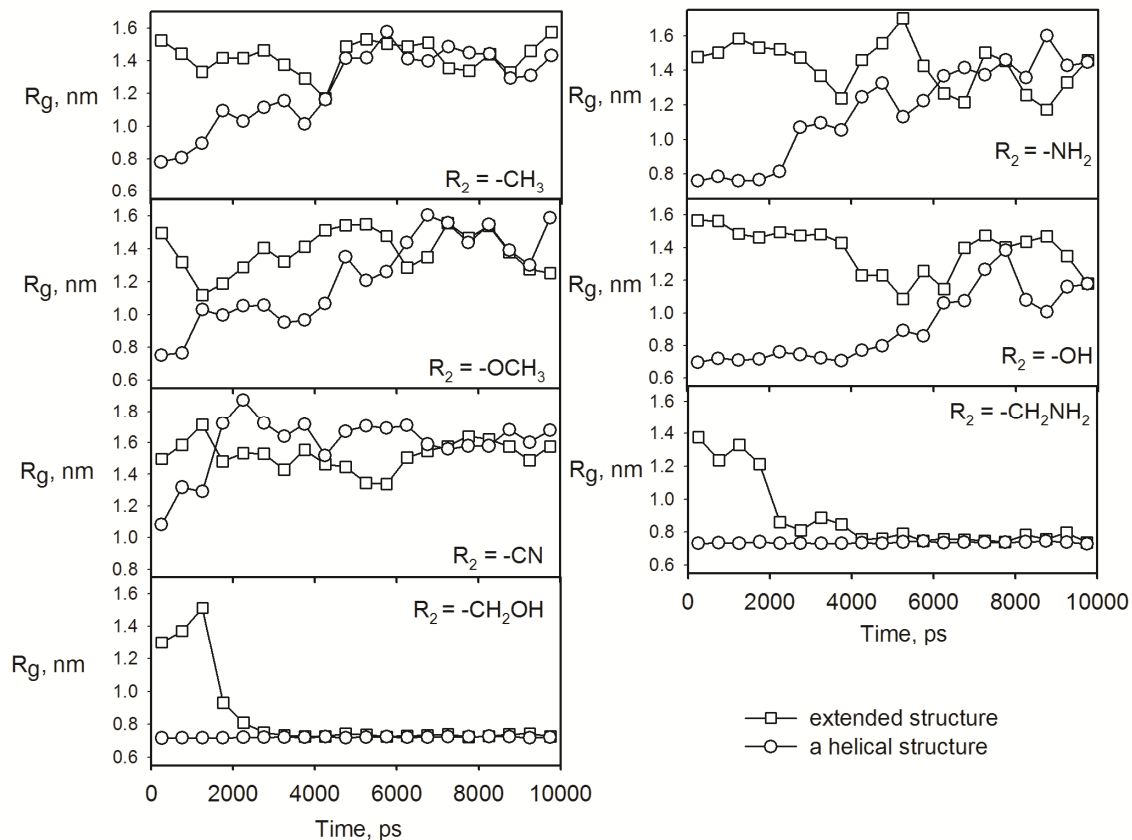 1.6
1.4
1.2
1.0
0.8
0.6
Rg, nm
R2 = -CH3
1.6
1.4
1.2
1.0
0.8
0.6
Rg, nm
R2 = -OCH3
1.8
1.6
1.4
1.2
1.0
0.8
Rg, nm
R2 = -CN
1.6
1.4
1.2
1.0
0.8
0.6
Rg, nm
R2 = -CH2OH
0 2000 4000 6000 8000 10000
Time, ps
1.6
1.4
1.2
1.0
0.8
0.6
Rg, nm
R2 = -NH2
1.6
1.4
1.2
1.0
0.8
0.6
Rg, nm
R2 = -OH
1.6
1.4
1.2
1.0
0.8
0.6
Rg, nm
R2 = -CH2NH2
0 2000 4000 6000 8000 10000
Time, ps
extended structure
a helical structure